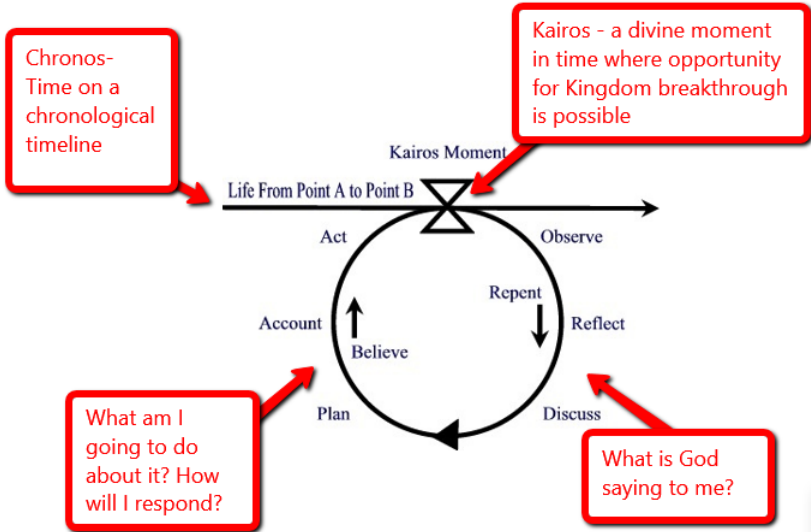 Chronos-
Time on a
chronological
timeline
Kairos - a divine moment
in time where opportunity
for Kingdom breakthrough
is possible
Kairos Moment
Life From Point A to Point B
Act
Observe
Repent
Account
Reflect
Believe
Plan
Discuss
What am I
going to do
about it? How
will I respond?
What is God
saying to me?